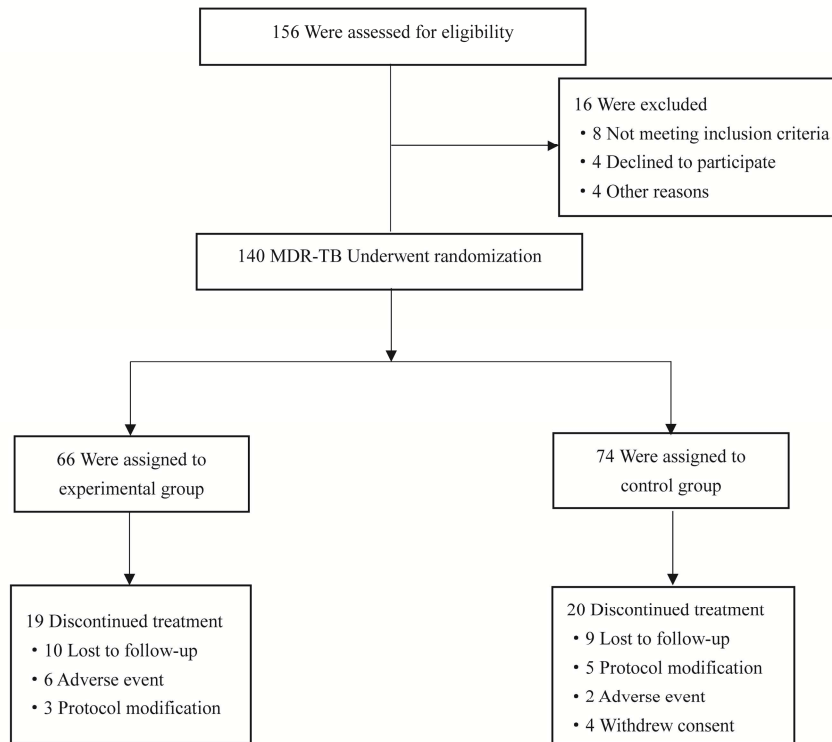 156 Were assessed for eligibility
16 Were excluded
• 8 Not meeting inclusion criteria
• 4 Declined to participate
• 4 Other reasons
140 MDR-TB Underwent randomization
66 Were assigned to
experimental group
74 Were assigned to
control group
19 Discontinued treatment
• 10 Lost to follow-up
• 6 Adverse event
• 3 Protocol modification
20 Discontinued treatment
• 9 Lost to follow-up
• 5 Protocol modification
• 2 Adverse event
• 4 Withdrew consent